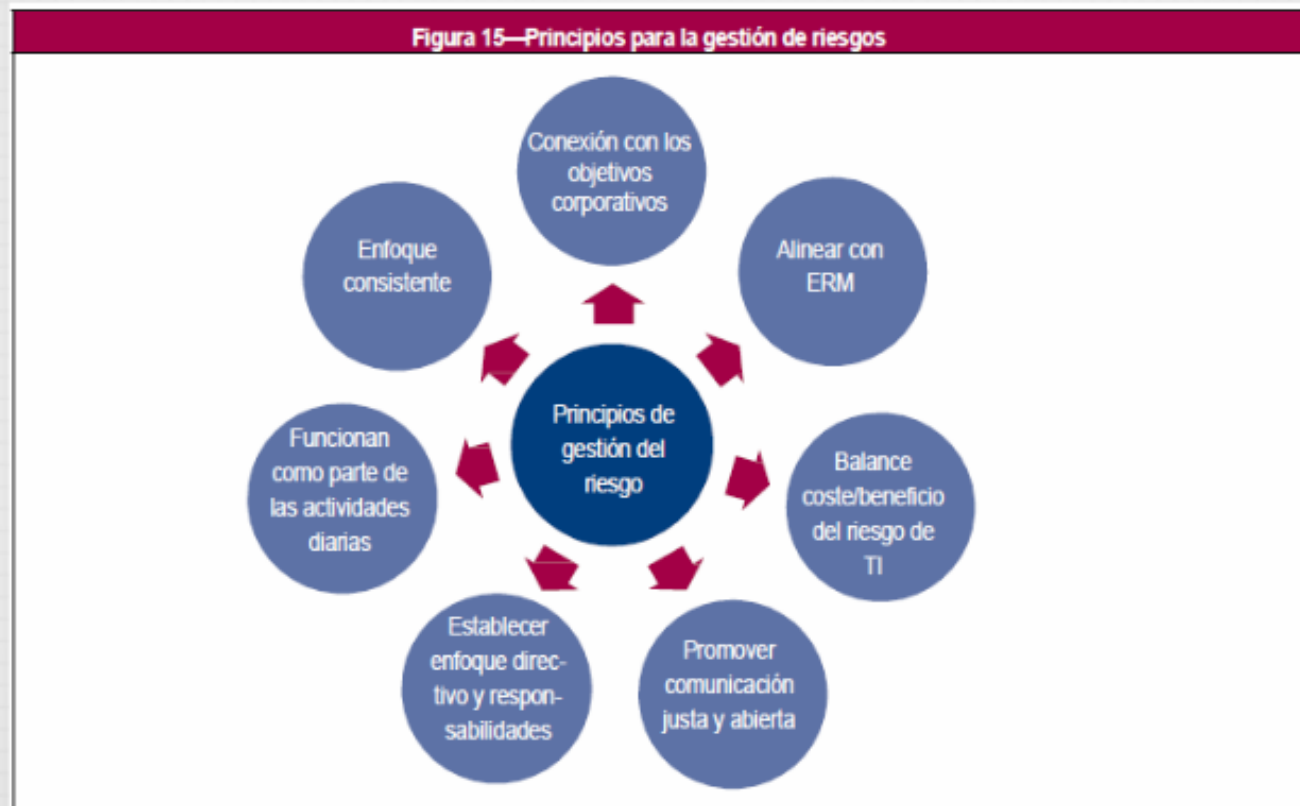 Figura 15—Principios para la gestión de riesgos
Conexión con los
objetivos
corporativos
Alinear con
ERM
Balance
coste/beneficio
del riesgo de
TI
Promover
comunicación
justa y abierta
Establecer
enfoque direc-
tivo y respon-
sabilidades
Funcionan
como parte de
las actividades
diarias
Enfoque
consistente
Principios de
gestión del
riesgo